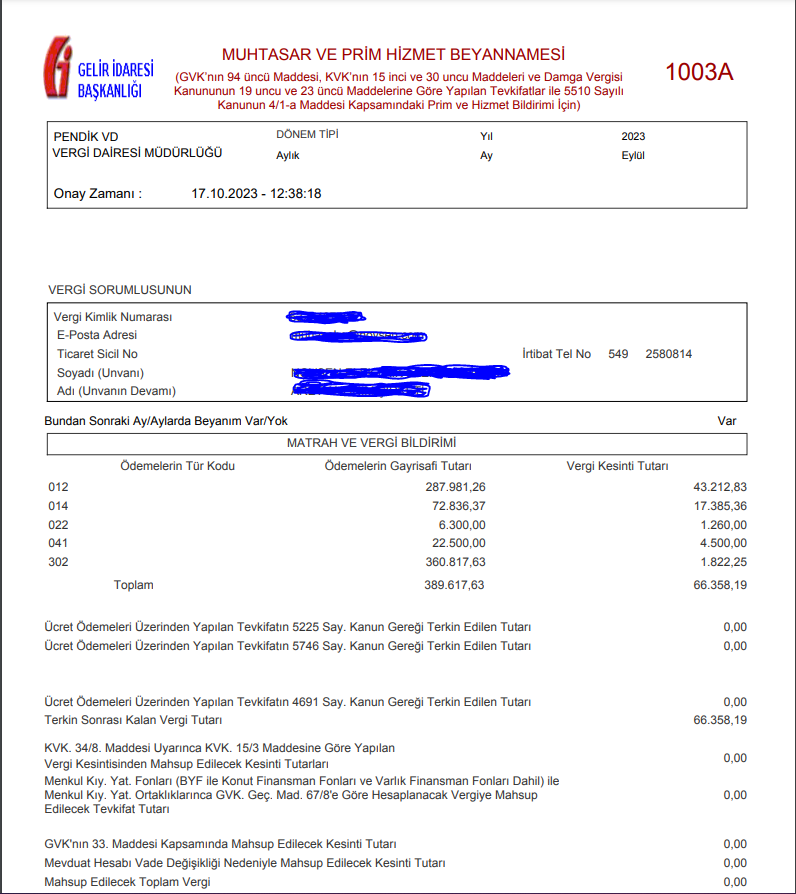 MUHTASAR VE PRİM HİZMET BEYANNAMESİ
1003A
GELİR İDARESİ
BAŞKANLIĞI
(GVK'nın 94 üncü Maddesi, KVK'nın 15 inci ve 30 uncu Maddeleri ve Damga Vergisi
Kanununun 19 uncu ve 23 üncü Maddelerine Göre Yapılan Tevkifatlar ile 5510 Sayılı
Kanunun 4/1-a Maddesi Kapsamındaki Prim ve Hizmet Bildirimi İçin)
PENDİK VD DÖNEM TİPİ Yıl 2023
VERGİ DAİRESİ MÜDÜRLÜĞÜ Aylık Ay Eylül
Onay Zamanı : 17.10.2023 - 12:38:18
VERGİ SORUMLUSUNUN
Vergi Kimlik Numarası
E-Posta Adresi
Ticaret Sicil No İrtibat Tel No 549 2580814
Soyadı (Unvanı)
Adı (Unvanın Devamı)
Bundan Sonraki Ay/Aylarda Beyanım Var/Yok Var
MATRAH VE VERGİ BİLDİRİMİ
Ödemelerin Tür Kodu Ödemelerin Gayrisafi Tutarı Vergi Kesinti Tutarı
012 287.981,26 43.212,83
014 72.836,37 17.385,36
022 6.300,00 1.260,00
041 22.500,00 4.500,00
302 360.817,63 1.822,25
Toplam 389.617,63 66.358,19
Ücret Ödemeleri Üzerinden Yapılan Tevkifatın 5225 Say. Kanun Gereği Terkin Edilen Tutarı 0,00
Ücret Ödemeleri Üzerinden Yapılan Tevkifatın 5746 Say. Kanun Gereği Terkin Edilen Tutarı 0,00
Ücret Ödemeleri Üzerinden Yapılan Tevkifatın 4691 Say. Kanun Gereği Terkin Edilen Tutarı 0,00
Terkin Sonrası Kalan Vergi Tutarı 66.358,19
KVK. 34/8. Maddesi Uyarınca KVK. 15/3 Maddesine Göre Yapılan
Vergi Kesintisinden Mahsup Edilecek Kesinti Tutarları 0,00
Menkul Kıy. Yat. Fonları (BYF ile Konut Finansman Fonları ve Varlık Finansman Fonları Dahil) ile
Menkul Kıy. Yat. Ortaklıklarınca GVK. Geç. Mad. 67/8'e Göre Hesaplanacak Vergiye Mahsup 0,00
Edilecek Tevkifat Tutarı
GVK'nın 33. Maddesi Kapsamında Mahsup Edilecek Kesinti Tutarı 0,00
Mevduat Hesabı Vade Değişikliği Nedeniyle Mahsup Edilecek Kesinti Tutarı 0,00
Mahsup Edilecek Toplam Vergi 0,00